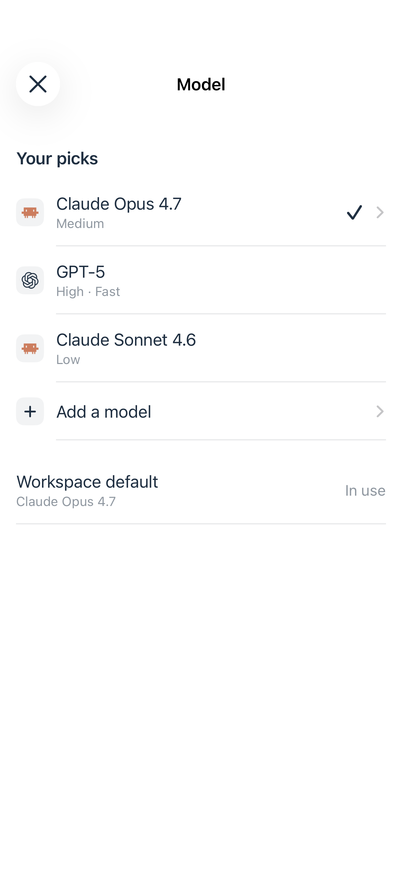 Model
Your picks
Claude Opus 4.7
Medium
GPT-5
High · Fast
Claude Sonnet 4.6
Low
Add a model
Workspace default
Claude Opus 4.7
In use